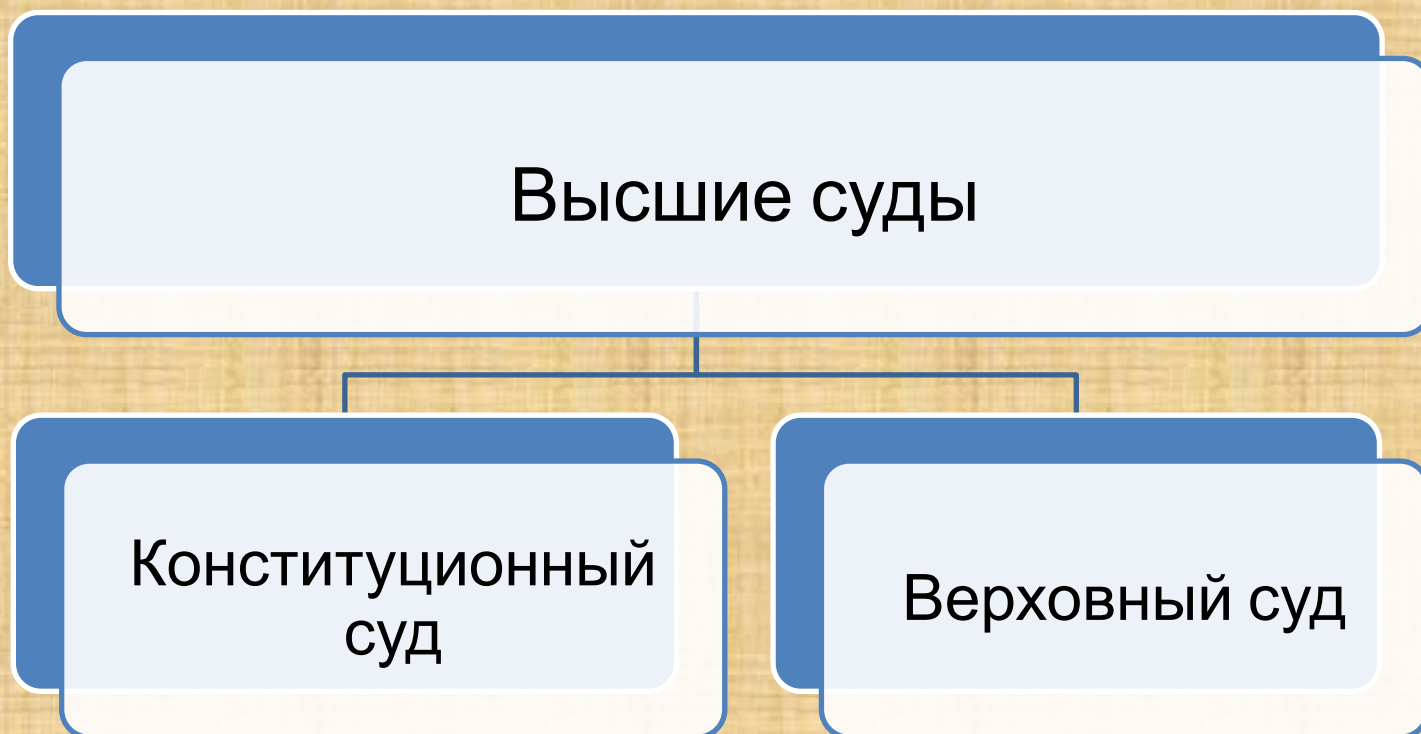 Высшие суды
Конституционный
суд
Верховный суд